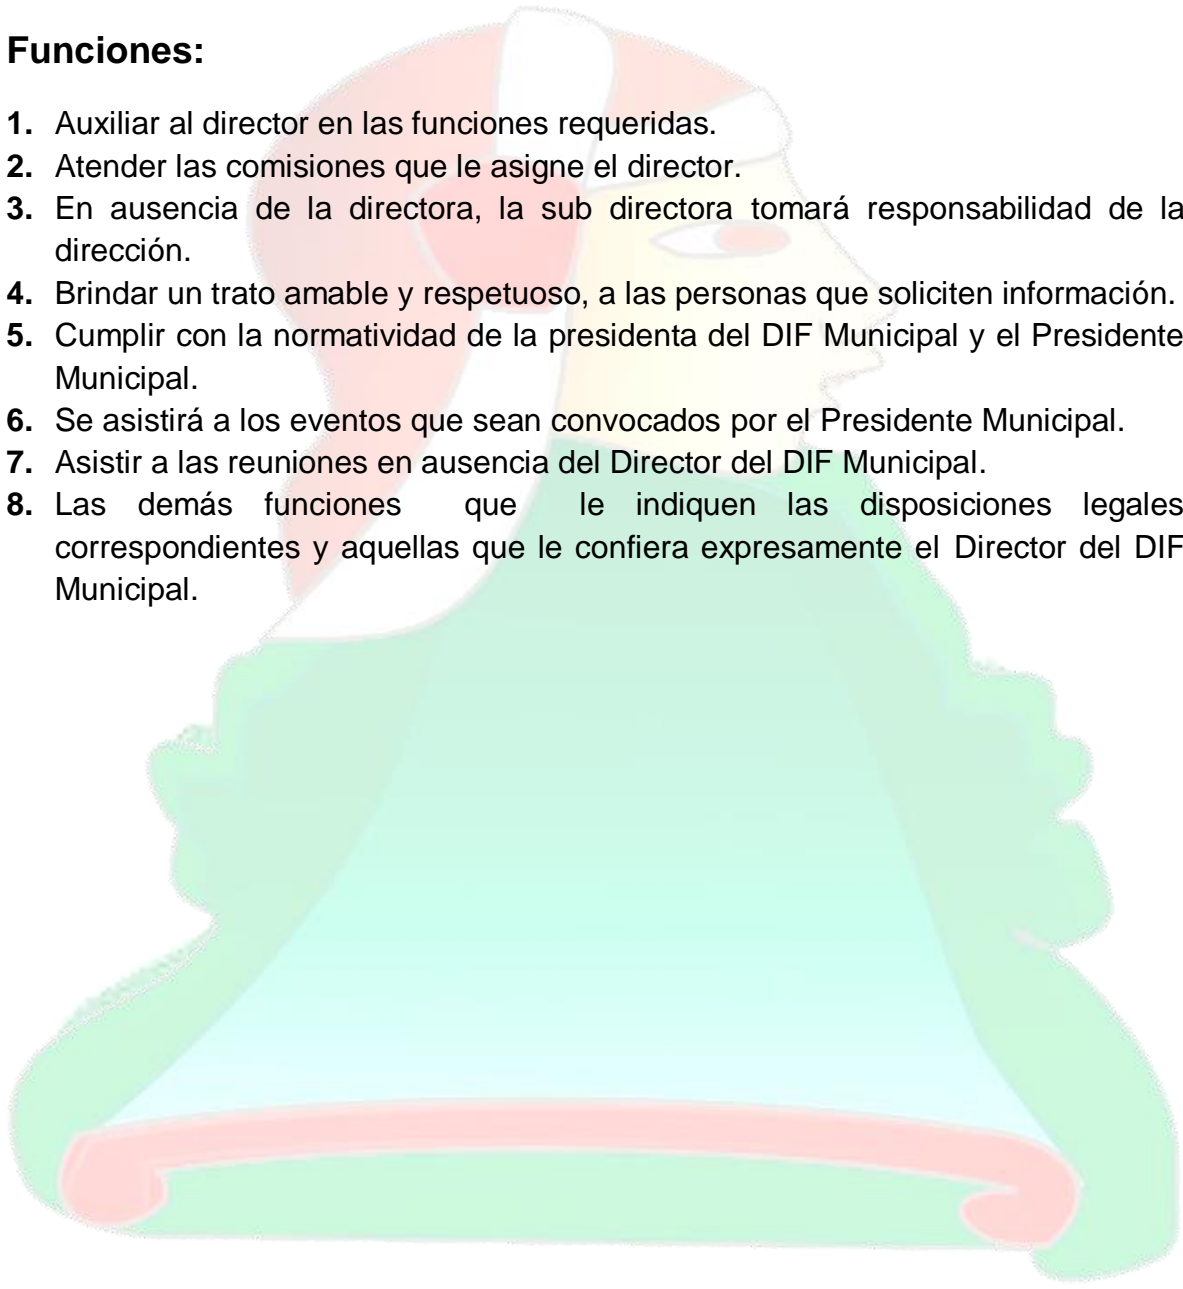 Funciones:
1. Auxiliar al director en las funciones requeridas.
2. Atender las comisiones que le asigne el director.
3. En ausencia de la directora, la sub directora tomará responsabilidad de la
dirección.
4. Brindar un trato amable y respetuoso, a las personas que soliciten información.
5. Cumplir con la normatividad de la presidenta del DIF Municipal y el Presidente
Municipal.
6. Se asistirá a los eventos que sean convocados por el Presidente Municipal.
7. Asistir a las reuniones en ausencia del Director del DIF Municipal.
8. Las demás funciones que le indiquen las disposiciones legales
correspondientes y aquellas que le confiera expresamente el Director del DIF
Municipal.